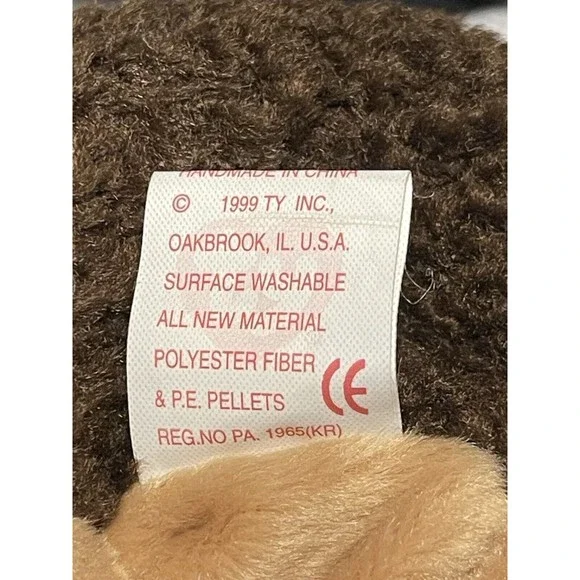 HANDMADE IN CHINA
© 1999 TY INC.,
OAKBROOK, IL. U.S.A.
SURFACE WASHABLE
ALL NEW MATERIAL
POLYESTER FIBER
& P.E. PELLETS CE
REG.NO PA. 1965(KR)